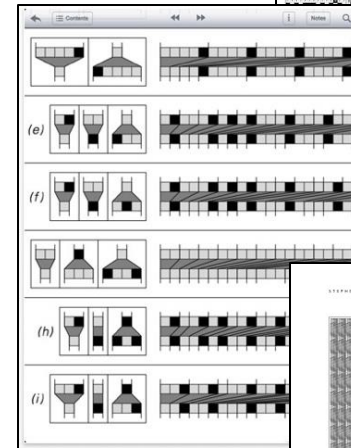 Contents
Notes
(e)
(f)
(h)
(i)